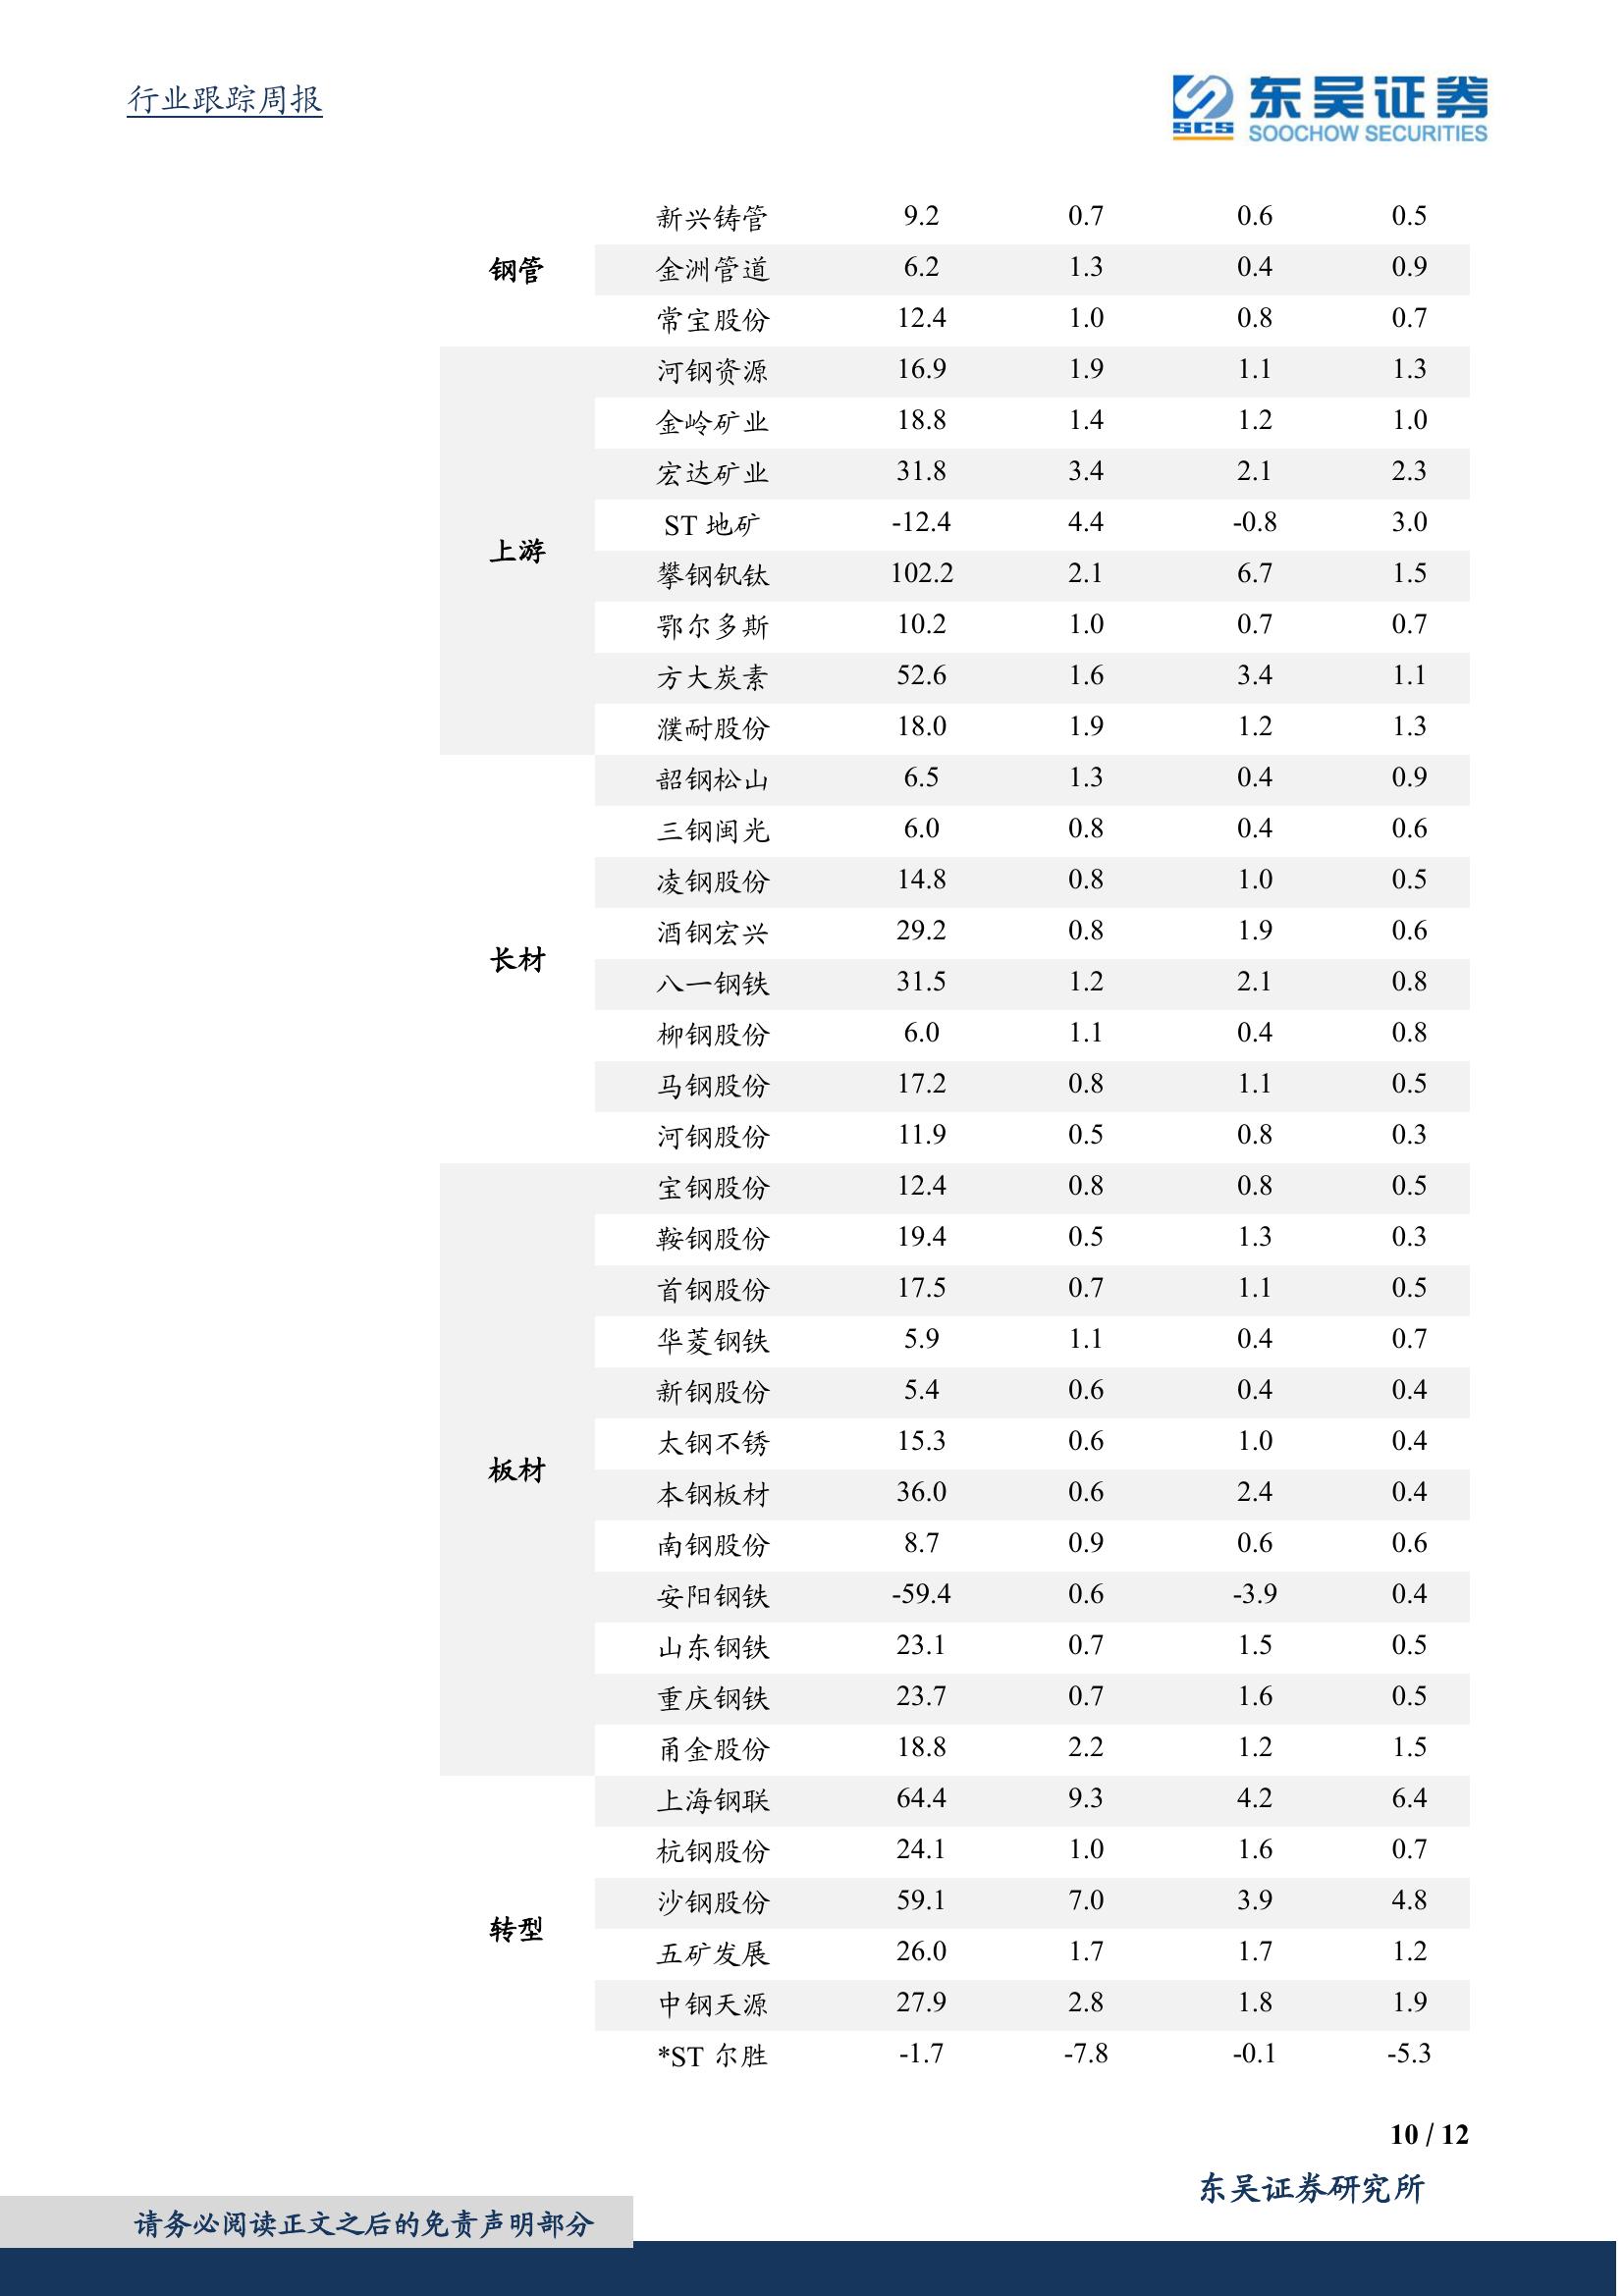 行业跟踪周报
SCS 东吴证券
SOOCHOW SECURITIES
钢管
新兴铸管 9.2 0.7 0.6 0.5
金洲管道 6.2 1.3 0.4 0.9
常宝股份 12.4 1.0 0.8 0.7
上游
河钢资源 16.9 1.9 1.1 1.3
金岭矿业 18.8 1.4 1.2 1.0
宏达矿业 31.8 3.4 2.1 2.3
ST 地矿 -12.4 4.4 -0.8 3.0
攀钢钒钛 102.2 2.1 6.7 1.5
鄂尔多斯 10.2 1.0 0.7 0.7
方大炭素 52.6 1.6 3.4 1.1
濮耐股份 18.0 1.9 1.2 1.3
长材
韶钢松山 6.5 1.3 0.4 0.9
三钢闽光 6.0 0.8 0.4 0.6
凌钢股份 14.8 0.8 1.0 0.5
酒钢宏兴 29.2 0.8 1.9 0.6
八一钢铁 31.5 1.2 2.1 0.8
柳钢股份 6.0 1.1 0.4 0.8
马钢股份 17.2 0.8 1.1 0.5
河钢股份 11.9 0.5 0.8 0.3
板材
宝钢股份 12.4 0.8 0.8 0.5
鞍钢股份 19.4 0.5 1.3 0.3
首钢股份 17.5 0.7 1.1 0.5
华菱钢铁 5.9 1.1 0.4 0.7
新钢股份 5.4 0.6 0.4 0.4
太钢不锈 15.3 0.6 1.0 0.4
本钢板材 36.0 0.6 2.4 0.4
南钢股份 8.7 0.9 0.6 0.6
安阳钢铁 -59.4 0.6 -3.9 0.4
山东钢铁 23.1 0.7 1.5 0.5
重庆钢铁 23.7 0.7 1.6 0.5
甬金股份 18.8 2.2 1.2 1.5
转型
上海钢联 64.4 9.3 4.2 6.4
杭钢股份 24.1 1.0 1.6 0.7
沙钢股份 59.1 7.0 3.9 4.8
五矿发展 26.0 1.7 1.7 1.2
中钢天源 27.9 2.8 1.8 1.9
*ST 尔胜 -1.7 -7.8 -0.1 -5.3
10 / 12
东吴证券研究所
请务必阅读正文之后的免责声明部分